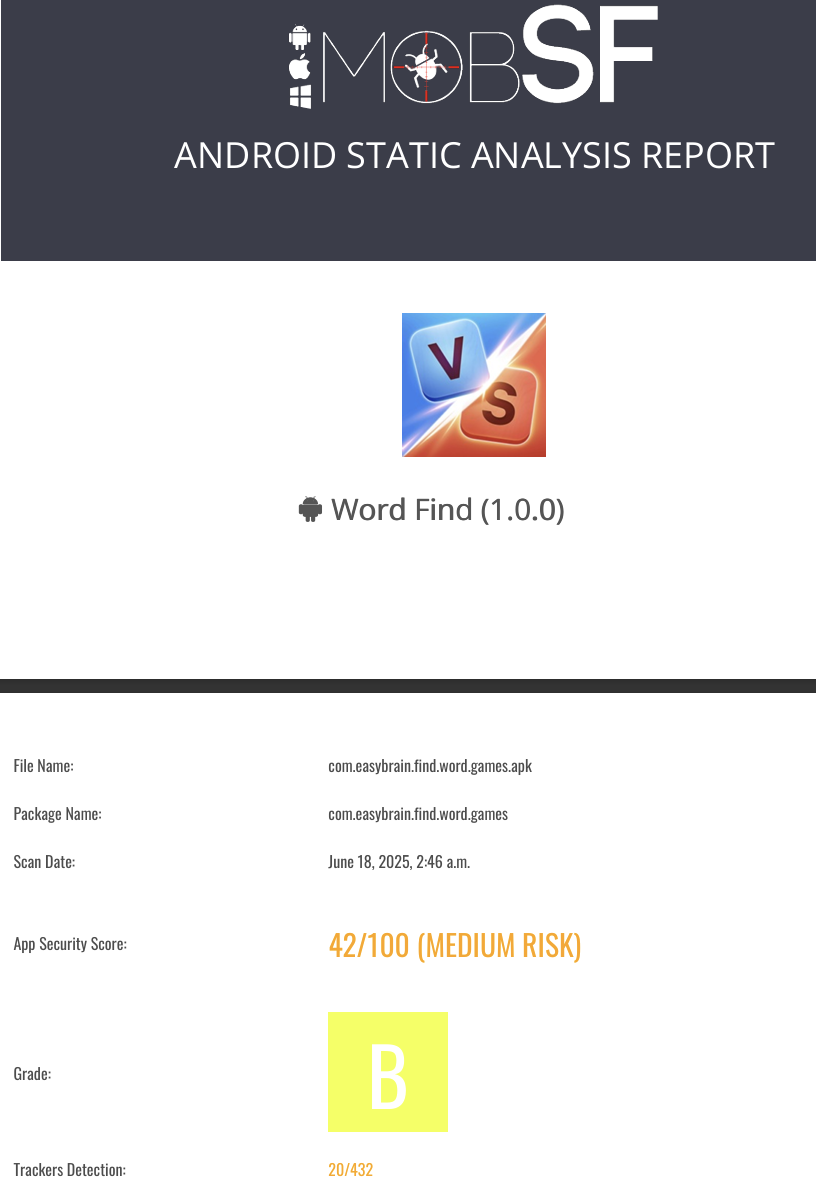 MOBSF
ANDROID STATIC ANALYSIS REPORT
V
S
Word Find (1.0.0)
File Name: com.easybrain.find.word.games.apk
Package Name: com.easybrain.find.word.games
Scan Date: June 18, 2025, 2:46 a.m.
App Security Score: 42/100 (MEDIUM RISK)
Grade: B
Trackers Detection: 20/432